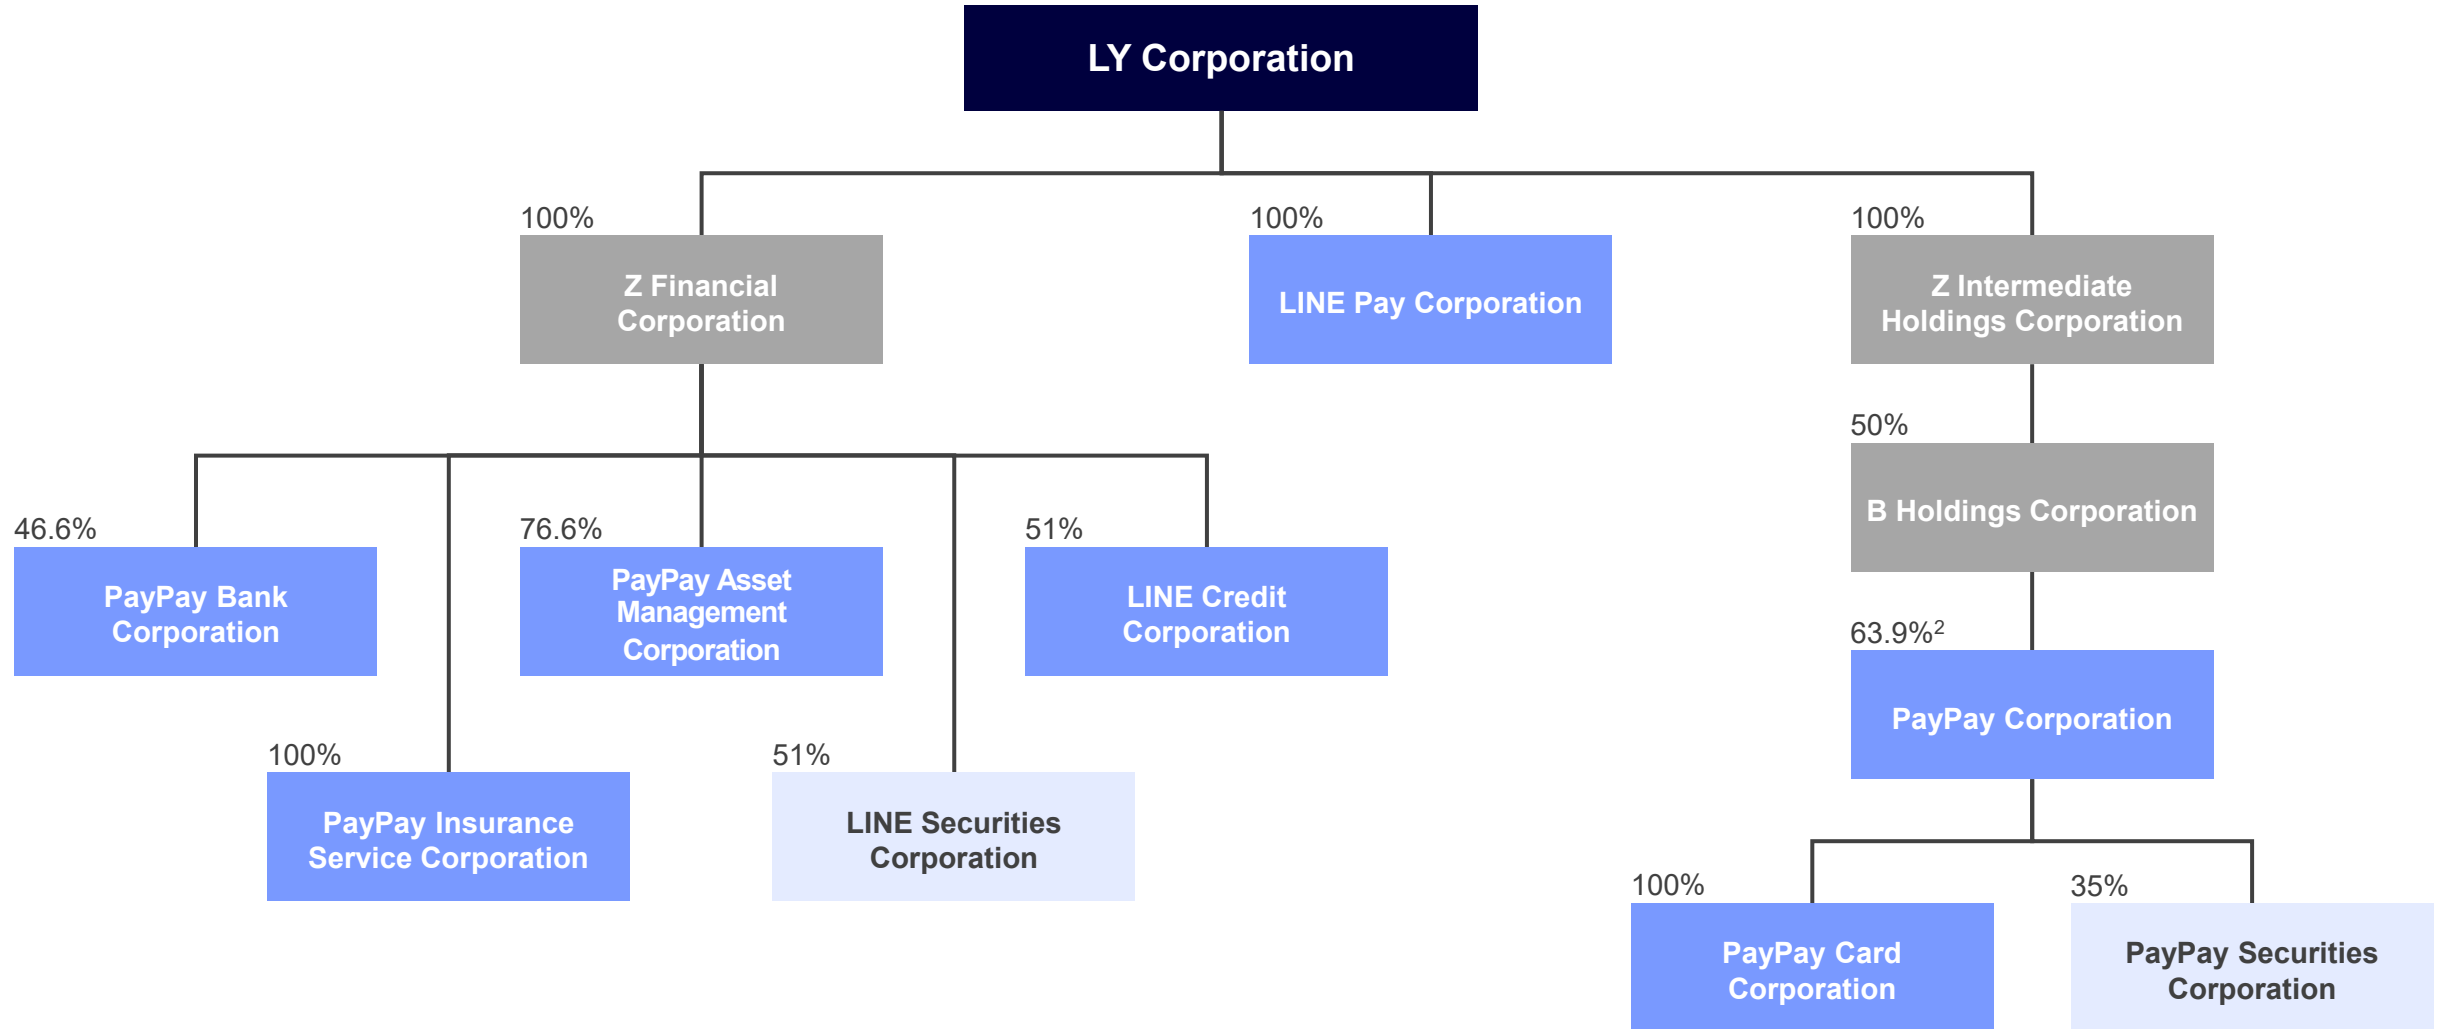 LY Corporation
100%
Z Financial
Corporation
100%
LINE Pay Corporation
100%
Z Intermediate
Holdings Corporation
50%
B Holdings Corporation
46.6%
PayPay Bank
Corporation
76.6%
PayPay Asset
Management
Corporation
51%
LINE Credit
Corporation
63.9%²
PayPay Corporation
100%
PayPay Insurance
Service Corporation
51%
LINE Securities
Corporation
100%
PayPay Card
Corporation
35%
PayPay Securities
Corporation